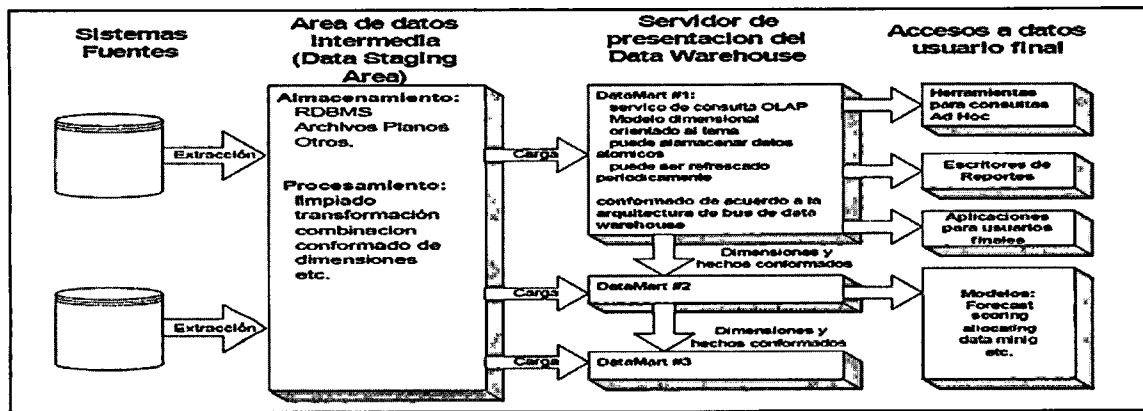 Sistemas
Fuentes
Extracción
Extracción
Area de datos
Intermedia
(Data Staging
Area)
Almacenamiento:
RDBMS
Archivos Planos
Otros.
Procesamiento:
limpiado
transformación
combinacion
conformado de
dimensiones
etc.
Carga
Carga
Carga
Servidor de
presentacion del
Data Warehouse
DataMart #1:
servico de consulta OLAP
Modelo dimensional
orientado al tema
puede alamacenar datos
atomicos
puede ser refrescado
periodicamente
conformado de acuerdo a la
arquitectura de bus de data
warehouse
Dimensiones y
hechos conformados
DataMart #2
Dimensiones y
hechos conformados
DataMart #3
Accesos a datos
usuario final
Herramientas
para consultas
Ad Hoc
Escritores de
Reportes
Aplicaciones
para usuarios
finales
Modelos:
Forecast
scoring
allocating
data minig
etc.